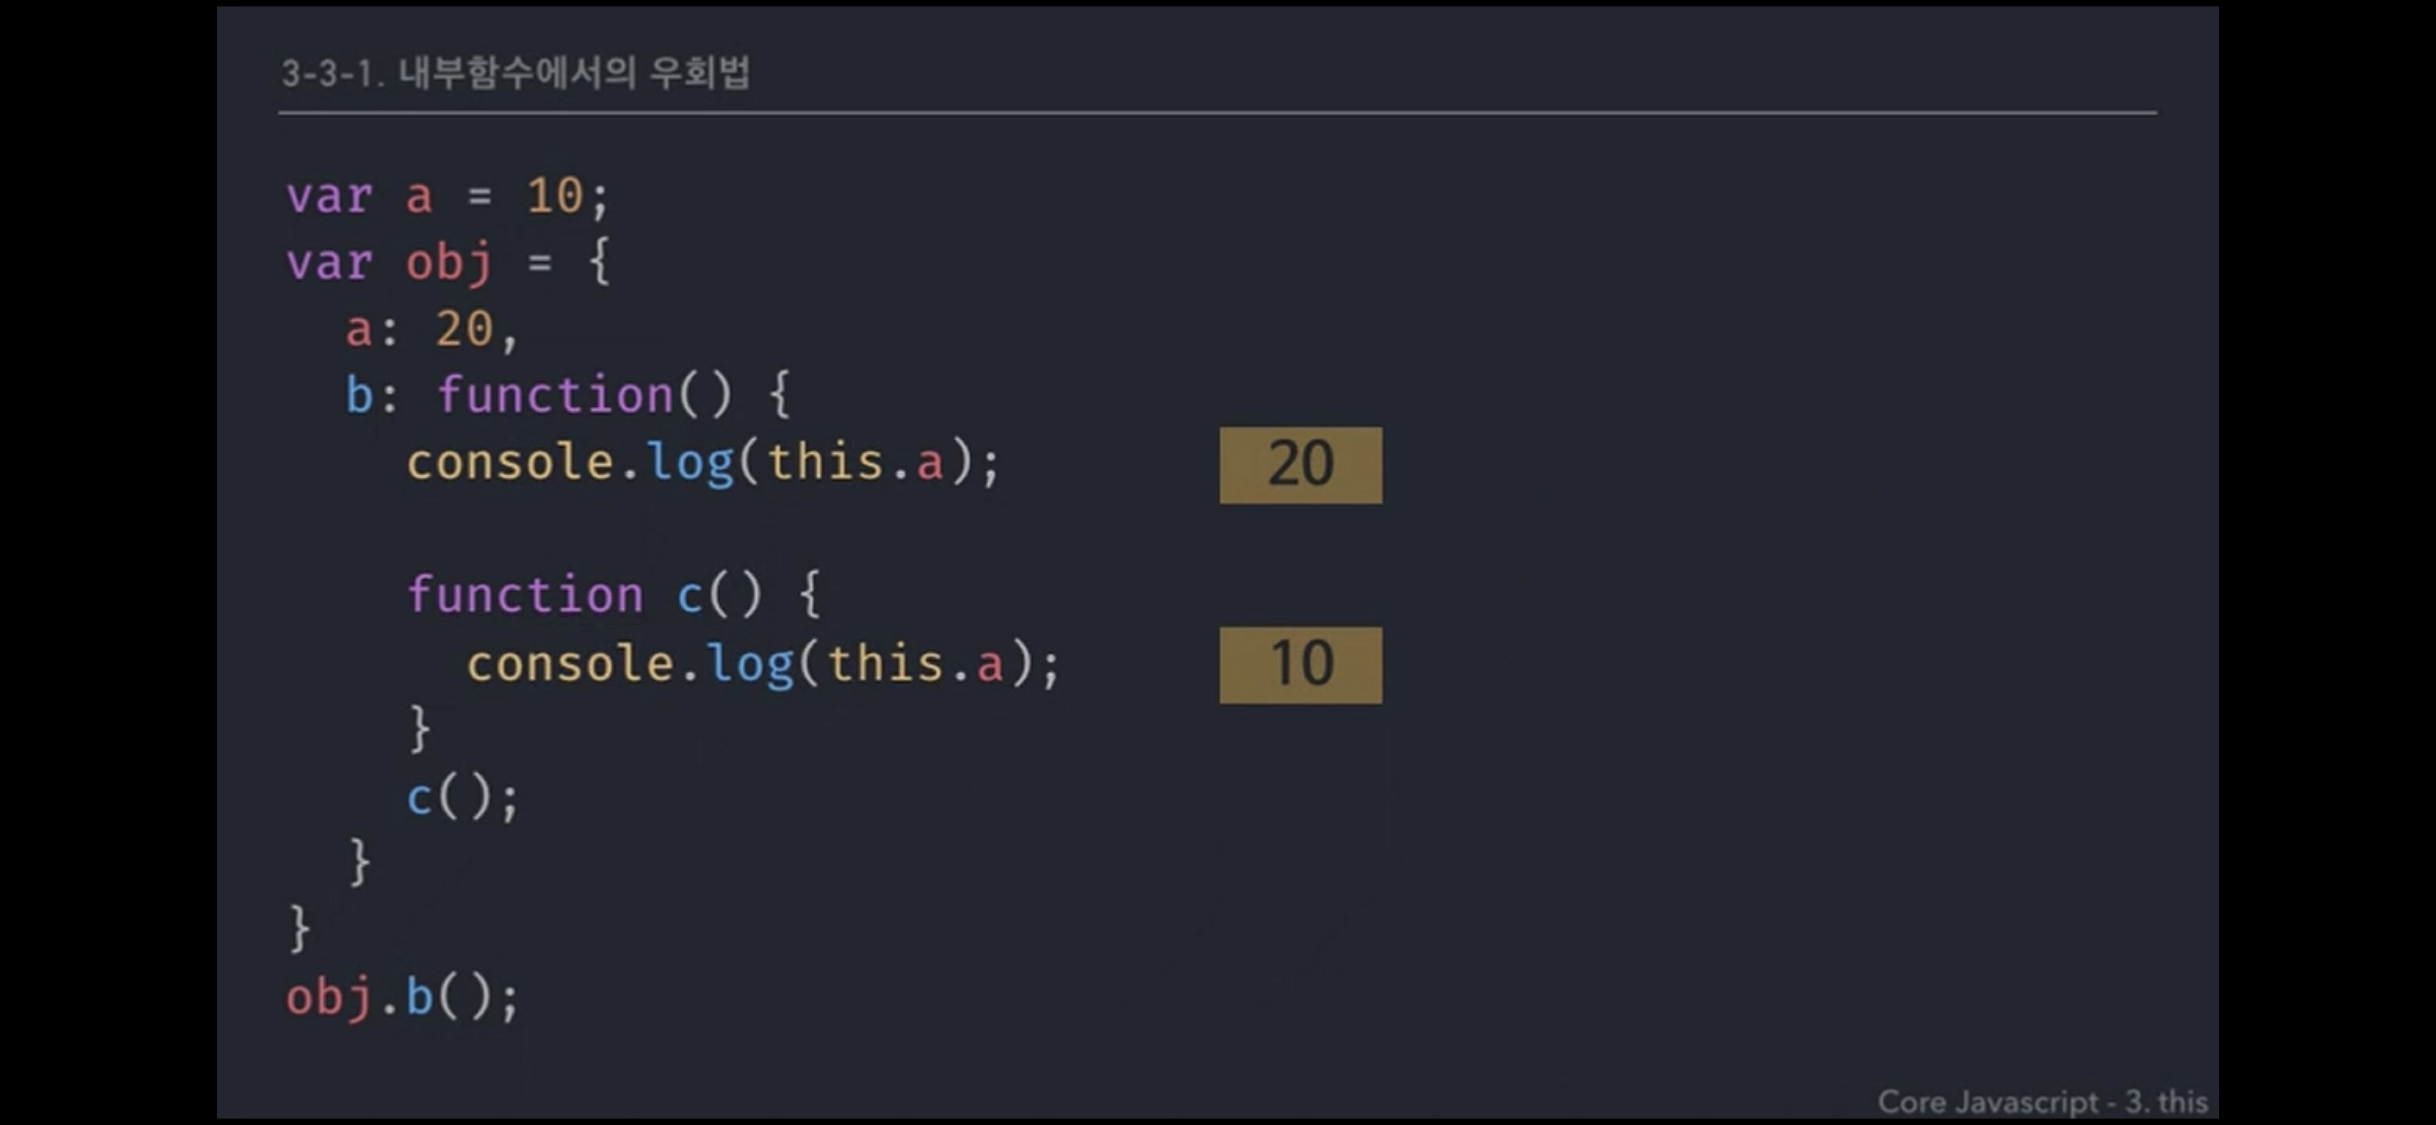 3-3-1. 내부함수에서의 우회법
var a = 10;
var obj = {
  a: 20,
  b: function() {
    console.log(this.a);
20
    function c() {
      console.log(this.a);
10
    }
    c();
  }
}
obj.b();
Core Javascript - 3. this